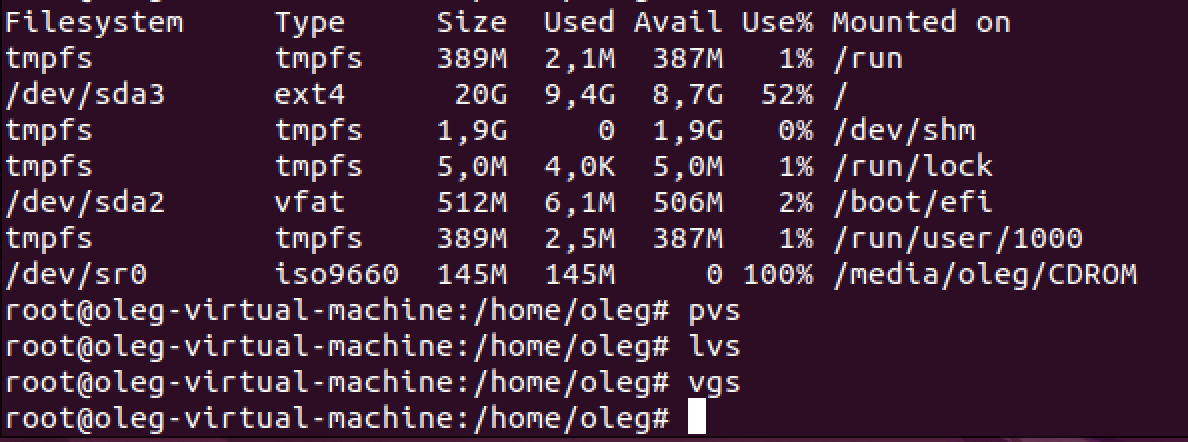 Filesystem Type Size Used Avail Use% Mounted on
tmpfs tmpfs 389M 2,1M 387M 1% /run
/dev/sda3 ext4 20G 9,4G 8,7G 52% /
tmpfs tmpfs 1,9G 0 1,9G 0% /dev/shm
tmpfs tmpfs 5,0M 4,0K 5,0M 1% /run/lock
/dev/sda2 vfat 512M 6,1M 506M 2% /boot/efi
tmpfs tmpfs 389M 2,5M 387M 1% /run/user/1000
/dev/sr0 iso9660 145M 145M 0 100% /media/oleg/CDROM
root@oleg-virtual-machine:/home/oleg# pvs
root@oleg-virtual-machine:/home/oleg# lvs
root@oleg-virtual-machine:/home/oleg# vgs
root@oleg-virtual-machine:/home/oleg#